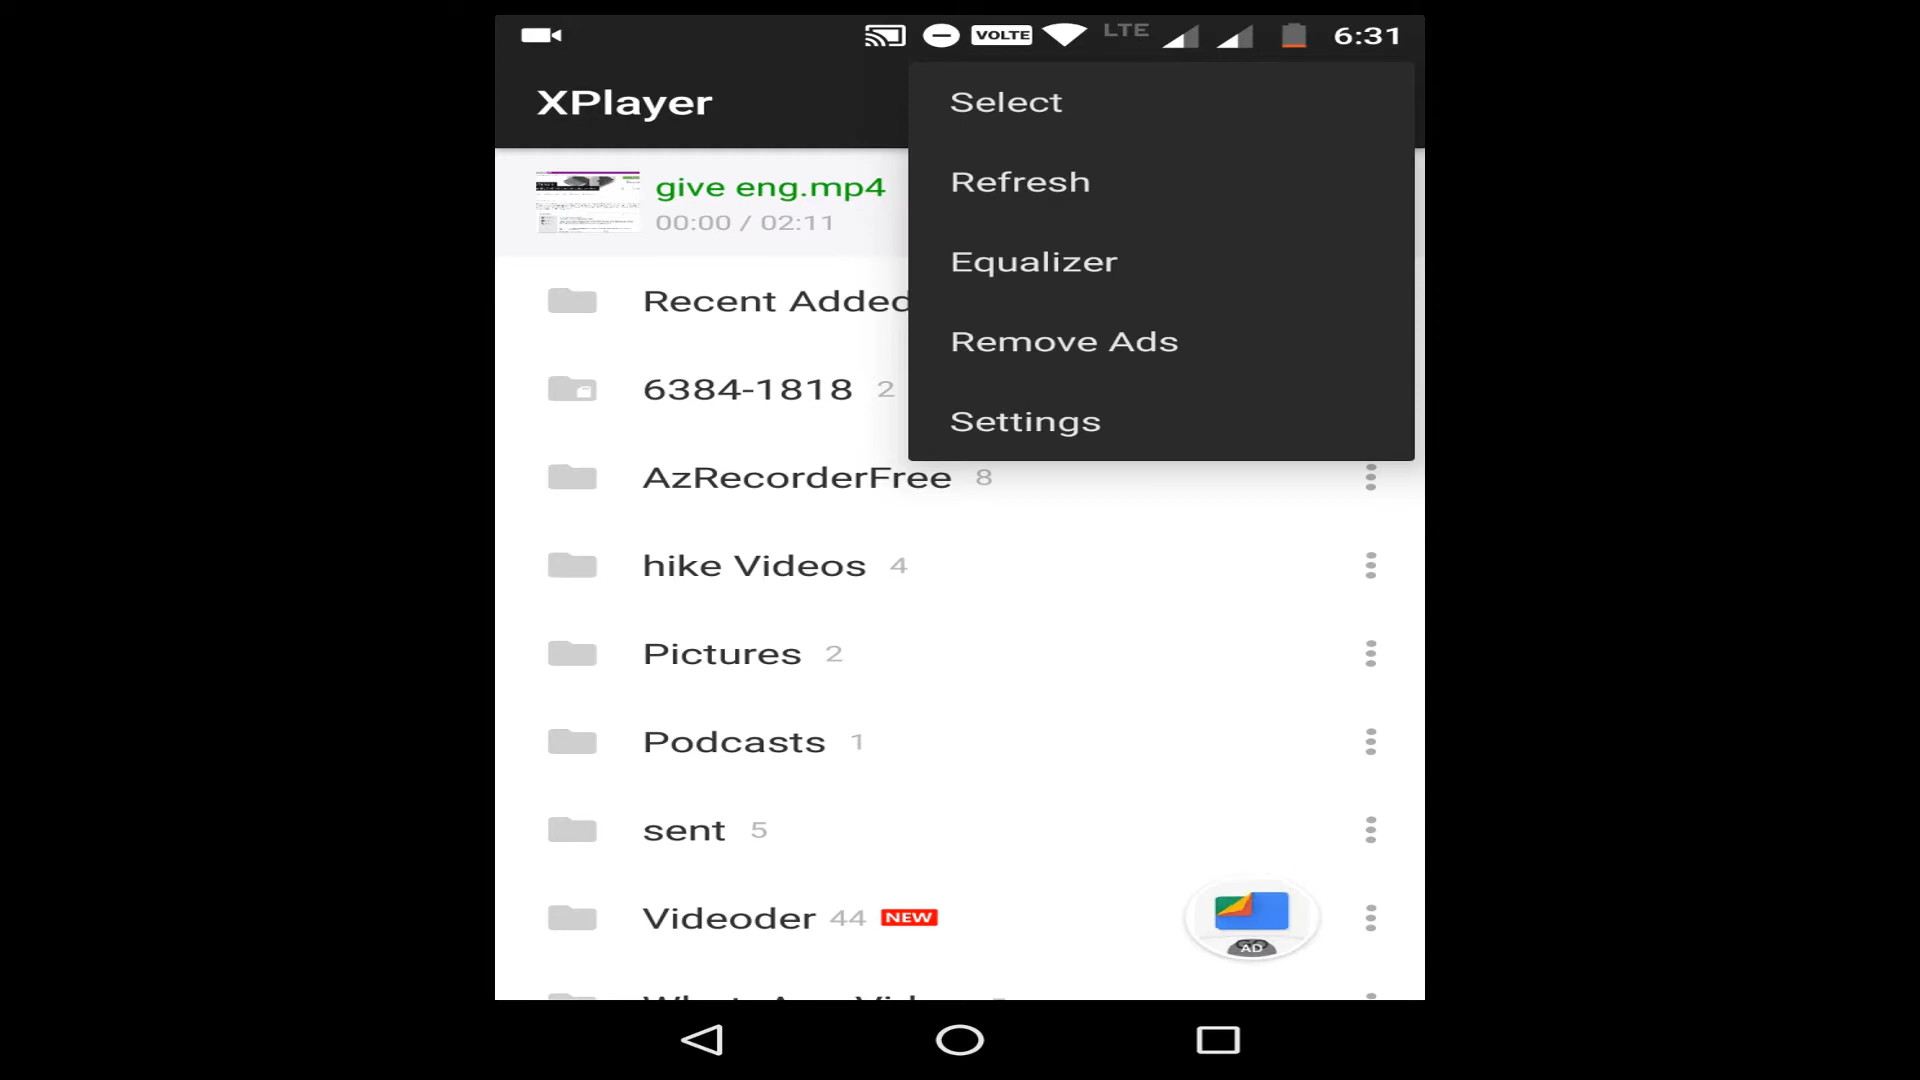 VOLTE LTE 6:31
XPlayer
Select
Refresh
Equalizer
Remove Ads
Settings
give eng.mp4
00:00 / 02:11
Recent Added
6384-1818 2
AzRecorderFree 8
hike Videos 4
Pictures 2
Podcasts 1
sent 5
Videoder 44 NEW
AD